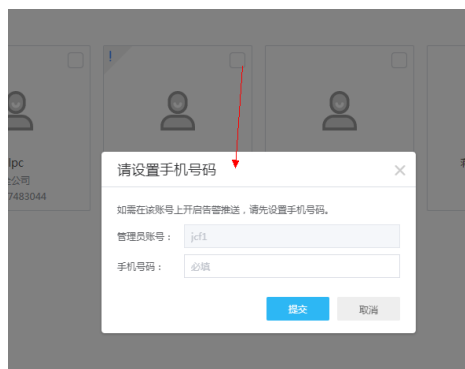 !
lpc
公司
7483044
请设置手机号码
如需在该账号上开启告警推送，请先设置手机号码。
管理员账号：
jcf1
手机号码：
必填
提交
取消